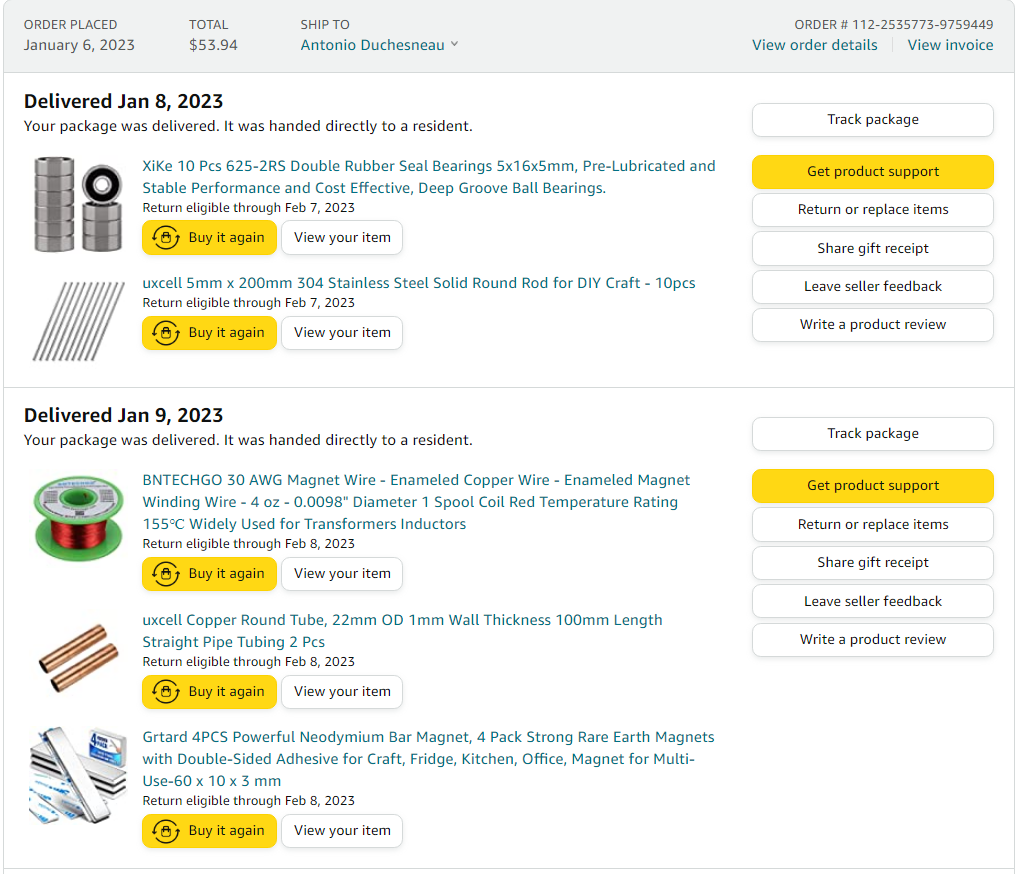 ORDER PLACED
January 6, 2023
TOTAL
$53.94
SHIP TO
Antonio Duchesneau
ORDER # 112-2535773-9759449
View order details
View invoice
Delivered Jan 8, 2023
Your package was delivered. It was handed directly to a resident.
XiKe 10 Pcs 625-2RS Double Rubber Seal Bearings 5x16x5mm, Pre-Lubricated and
Stable Performance and Cost Effective, Deep Groove Ball Bearings.
Return eligible through Feb 7, 2023
Buy it again
View your item
uxcell 5mm x 200mm 304 Stainless Steel Solid Round Rod for DIY Craft - 10pcs
Return eligible through Feb 7, 2023
Buy it again
View your item
Track package
Get product support
Return or replace items
Share gift receipt
Leave seller feedback
Write a product review
Delivered Jan 9, 2023
Your package was delivered. It was handed directly to a resident.
BNTECHGO
BNTECHGO 30 AWG Magnet Wire - Enameled Copper Wire - Enameled Magnet
Winding Wire - 4 oz - 0.0098" Diameter 1 Spool Coil Red Temperature Rating
155℃ Widely Used for Transformers Inductors
Return eligible through Feb 8, 2023
Buy it again
View your item
uxcell Copper Round Tube, 22mm OD 1mm Wall Thickness 100mm Length
Straight Pipe Tubing 2 Pcs
Return eligible through Feb 8, 2023
Buy it again
View your item
4 PACK
Grtard 4PCS Powerful Neodymium Bar Magnet, 4 Pack Strong Rare Earth Magnets
with Double-Sided Adhesive for Craft, Fridge, Kitchen, Office, Magnet for Multi-
Use-60 x 10 x 3 mm
Return eligible through Feb 8, 2023
Buy it again
View your item
Track package
Get product support
Return or replace items
Share gift receipt
Leave seller feedback
Write a product review